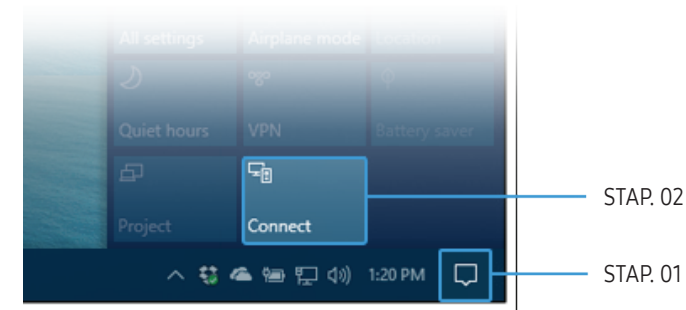 All settings Airplane mode Location
Quiet hours VPN Battery saver
Project Connect
STAP. 02
1:20 PM
STAP. 01